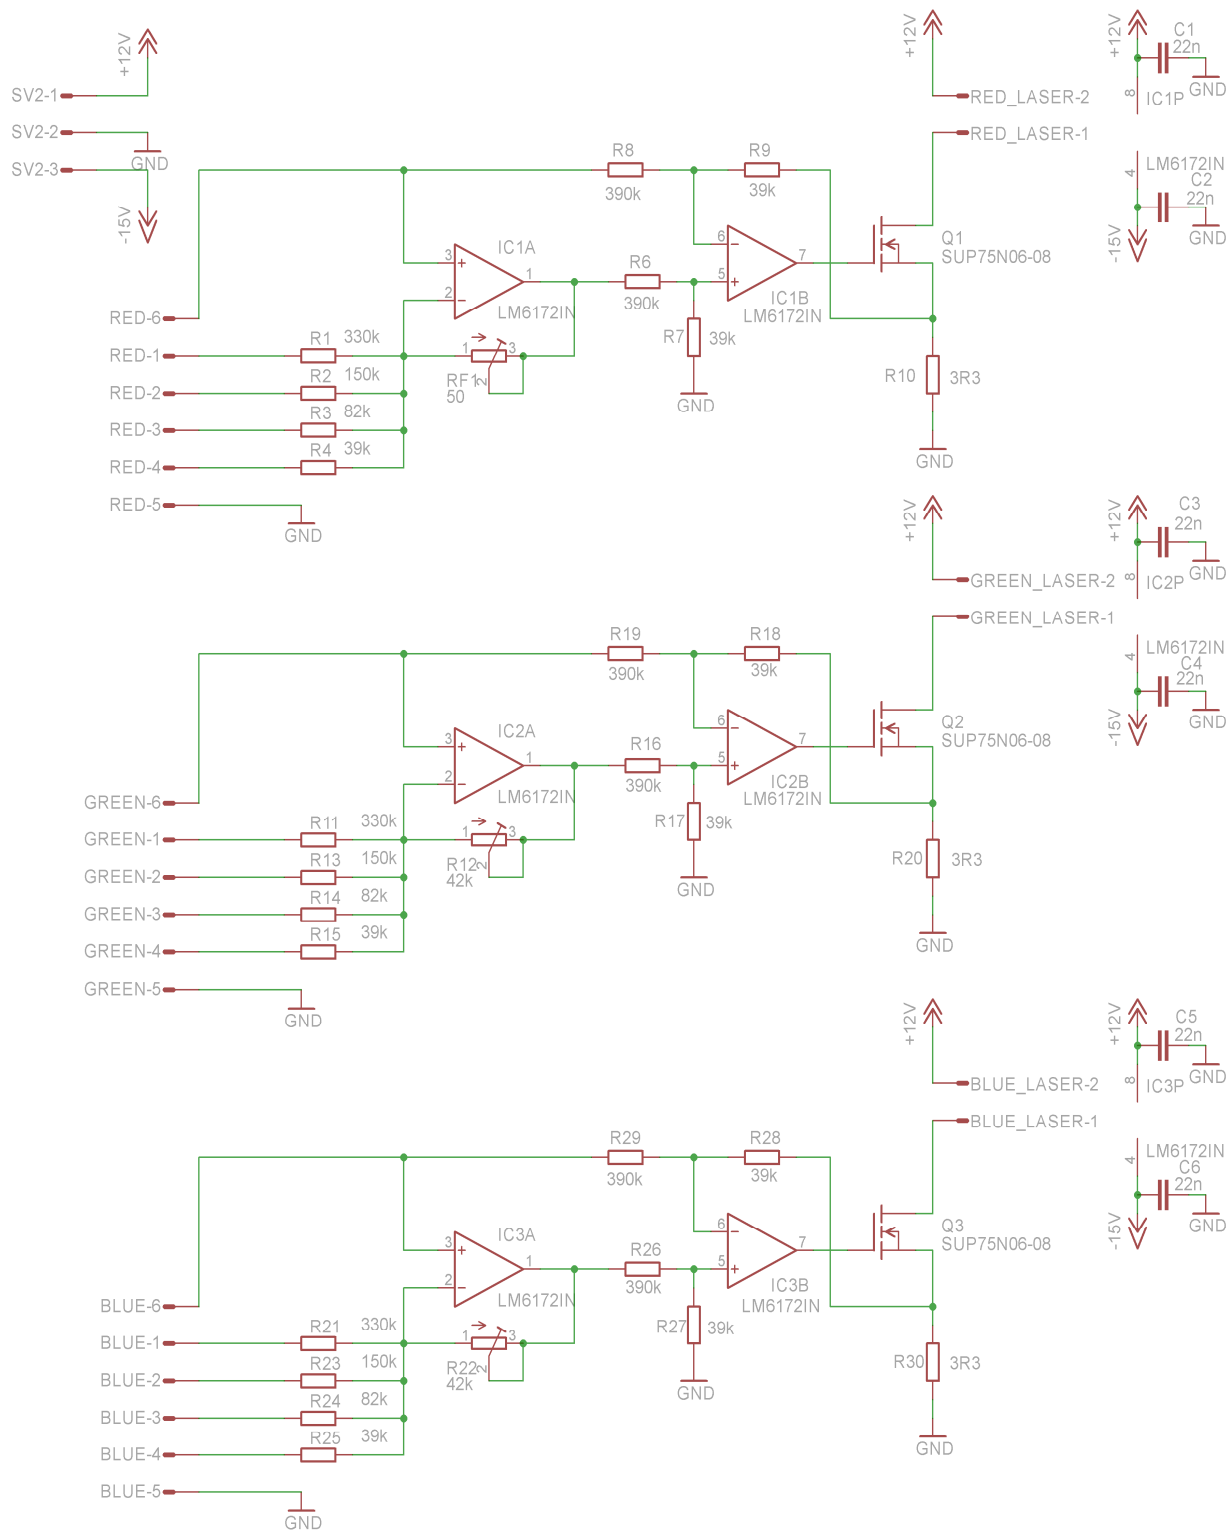 +12V
SV2-1
SV2-2
GND
SV2-3
-15V
+12V
RED_LASER-2
RED_LASER-1
+12V
C1
22n
GND
8
IC1P
4
LM6172IN
C2
22n
GND
-15V
R8
390k
R9
39k
IC1A
3
+
2
−
1
LM6172IN
R6
390k
6
−
5
+
7
IC1B
LM6172IN
Q1
SUP75N06-08
R7
39k
GND
R10
3R3
GND
RED-6
RED-1
R1
330k
RED-2
R2
150k
RED-3
R3
82k
RED-4
R4
39k
RED-5
GND
1
3
2
RF1
50
+12V
GREEN_LASER-2
GREEN_LASER-1
+12V
C3
22n
GND
8
IC2P
4
LM6172IN
C4
22n
GND
-15V
R19
390k
R18
39k
IC2A
3
+
2
−
1
LM6172IN
R16
390k
6
−
5
+
7
IC2B
LM6172IN
Q2
SUP75N06-08
R17
39k
GND
R20
3R3
GND
GREEN-6
GREEN-1
R11
330k
GREEN-2
R13
150k
GREEN-3
R14
82k
GREEN-4
R15
39k
GREEN-5
GND
1
3
2
R12
42k
+12V
BLUE_LASER-2
BLUE_LASER-1
+12V
C5
22n
GND
8
IC3P
4
LM6172IN
C6
22n
GND
-15V
R29
390k
R28
39k
IC3A
3
+
2
−
1
LM6172IN
R26
390k
6
−
5
+
7
IC3B
LM6172IN
Q3
SUP75N06-08
R27
39k
GND
R30
3R3
GND
BLUE-6
BLUE-1
R21
330k
BLUE-2
R23
150k
BLUE-3
R24
82k
BLUE-4
R25
39k
BLUE-5
GND
1
3
2
R22
42k